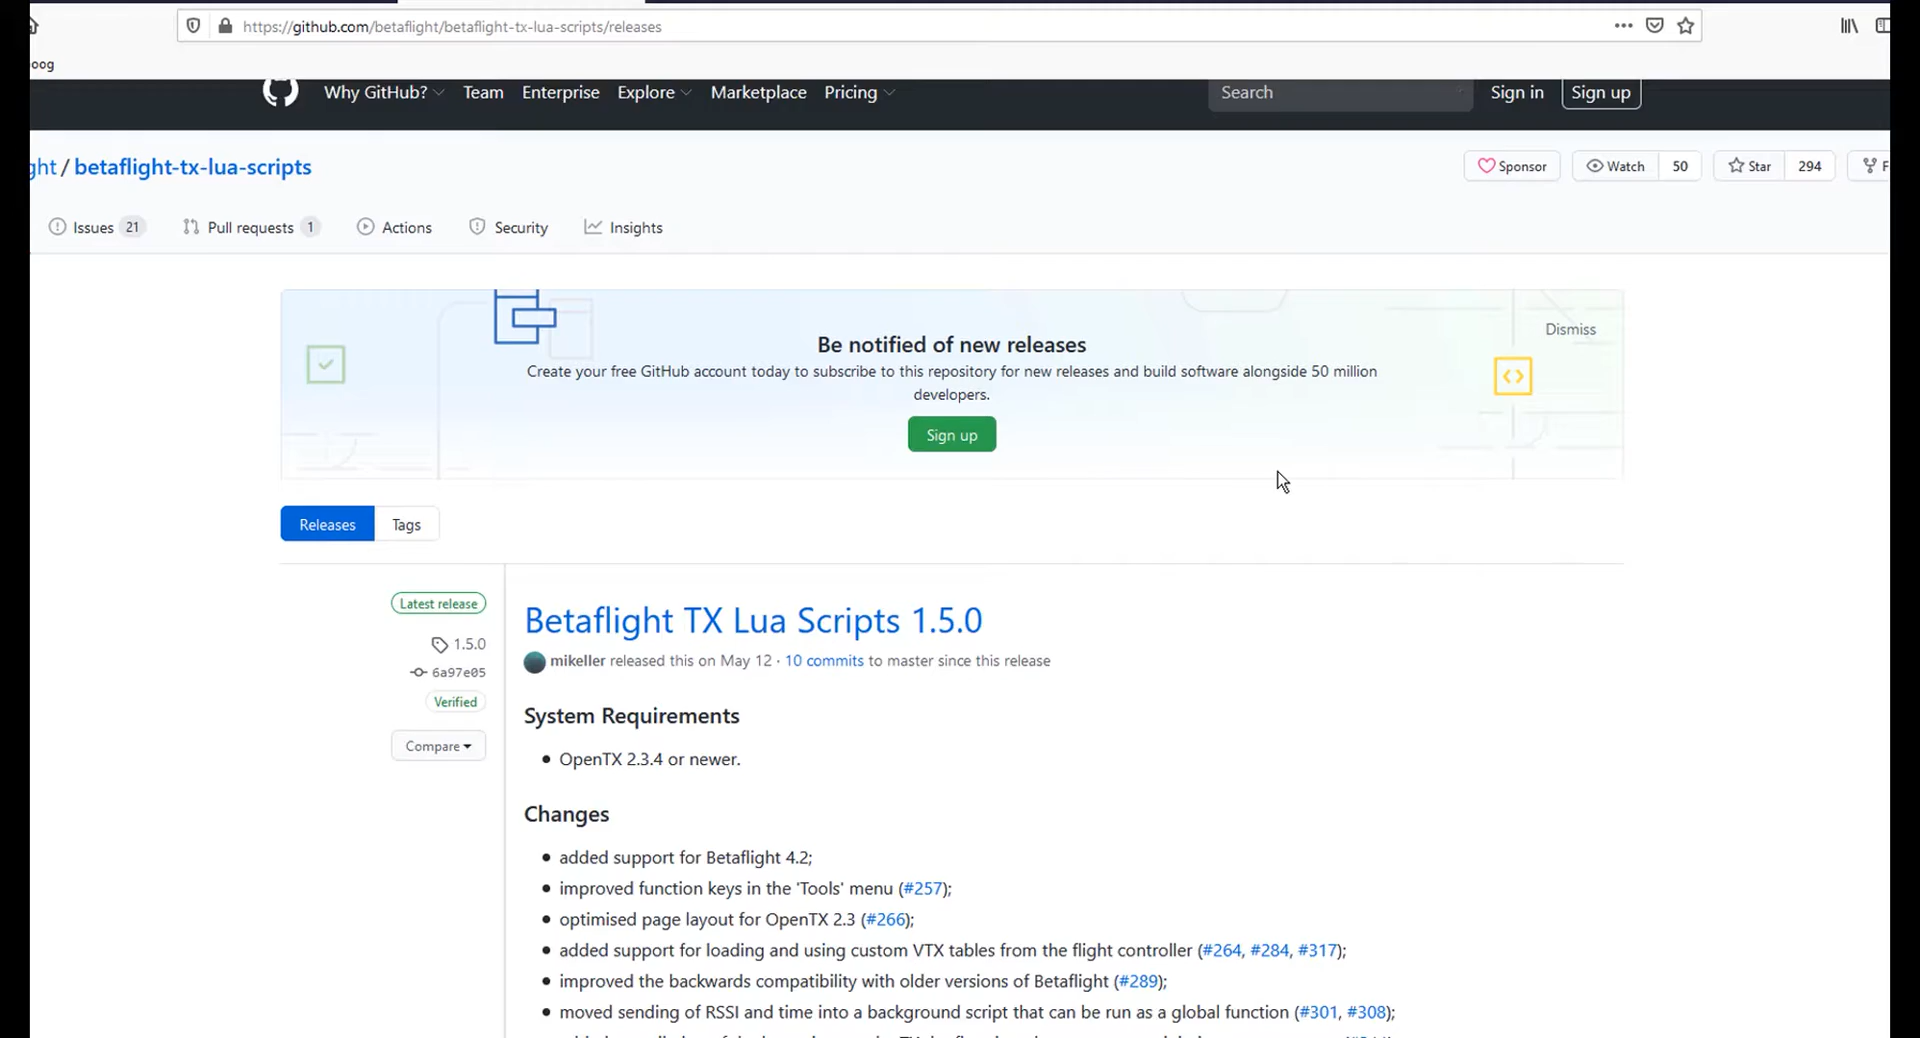 https://github.com/betaflight/betaflight-tx-lua-scripts/releases
oog
Why GitHub? Team Enterprise Explore Marketplace Pricing Search Sign in Sign up
ght / betaflight-tx-lua-scripts Sponsor Watch 50 Star 294 F
Issues 21 Pull requests 1 Actions Security Insights
Dismiss
Be notified of new releases
Create your free GitHub account today to subscribe to this repository for new releases and build software alongside 50 million
developers.
Sign up
Releases Tags
Latest release
1.5.0
6a97e05
Verified
Compare
Betaflight TX Lua Scripts 1.5.0
mikeller released this on May 12 · 10 commits to master since this release
System Requirements
• OpenTX 2.3.4 or newer.
Changes
• added support for Betaflight 4.2;
• improved function keys in the 'Tools' menu (#257);
• optimised page layout for OpenTX 2.3 (#266);
• added support for loading and using custom VTX tables from the flight controller (#264, #284, #317);
• improved the backwards compatibility with older versions of Betaflight (#289);
• moved sending of RSSI and time into a background script that can be run as a global function (#301, #308);